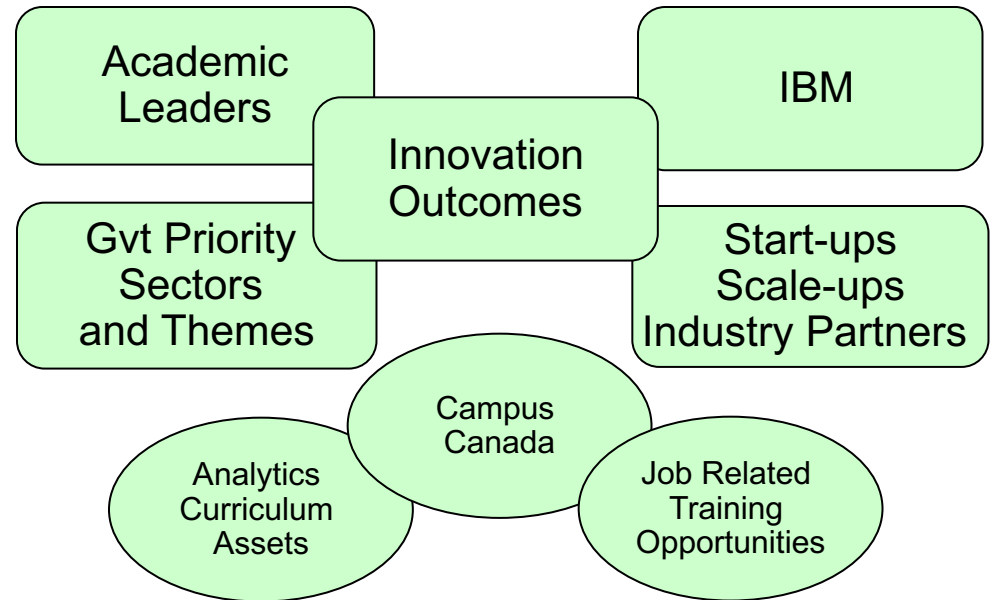 Academic
Leaders
IBM
Innovation
Outcomes
Gvt Priority
Sectors
and Themes
Start-ups
Scale-ups
Industry Partners
Campus
Canada
Analytics
Curriculum
Assets
Job Related
Training
Opportunities